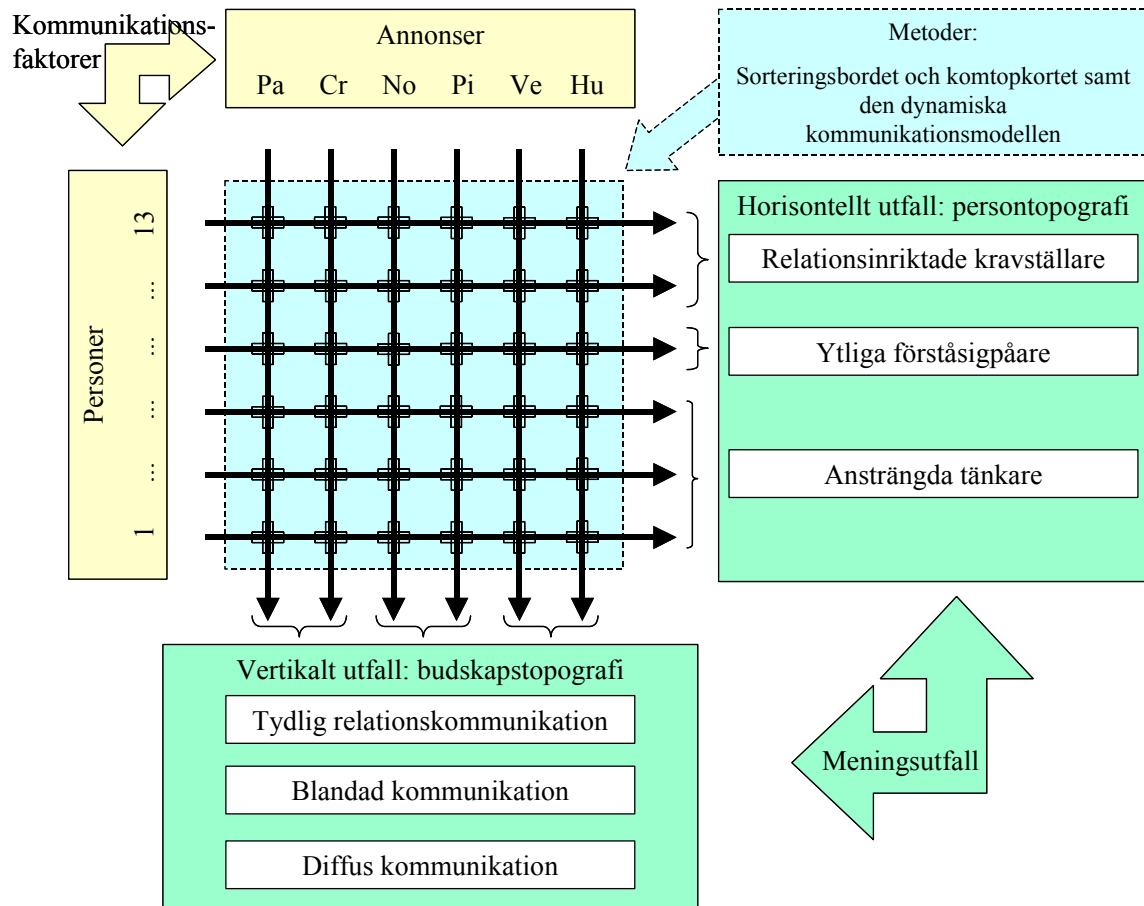 Kommunikations-
faktorer
Annonser
Pa Cr No Pi Ve Hu
Metoder:
Sorteringsbordet och komtopkortet samt
den dynamiska
kommunikationsmodellen
Personer
1 ... ... ... ... 13
Horisontellt utfall: persontopografi
Relationsinriktade kravställare
Ytliga förståsigpåare
Ansträngda tänkare
Vertikalt utfall: budskapstopografi
Tydlig relationskommunikation
Blandad kommunikation
Diffus kommunikation
Meningsutfall